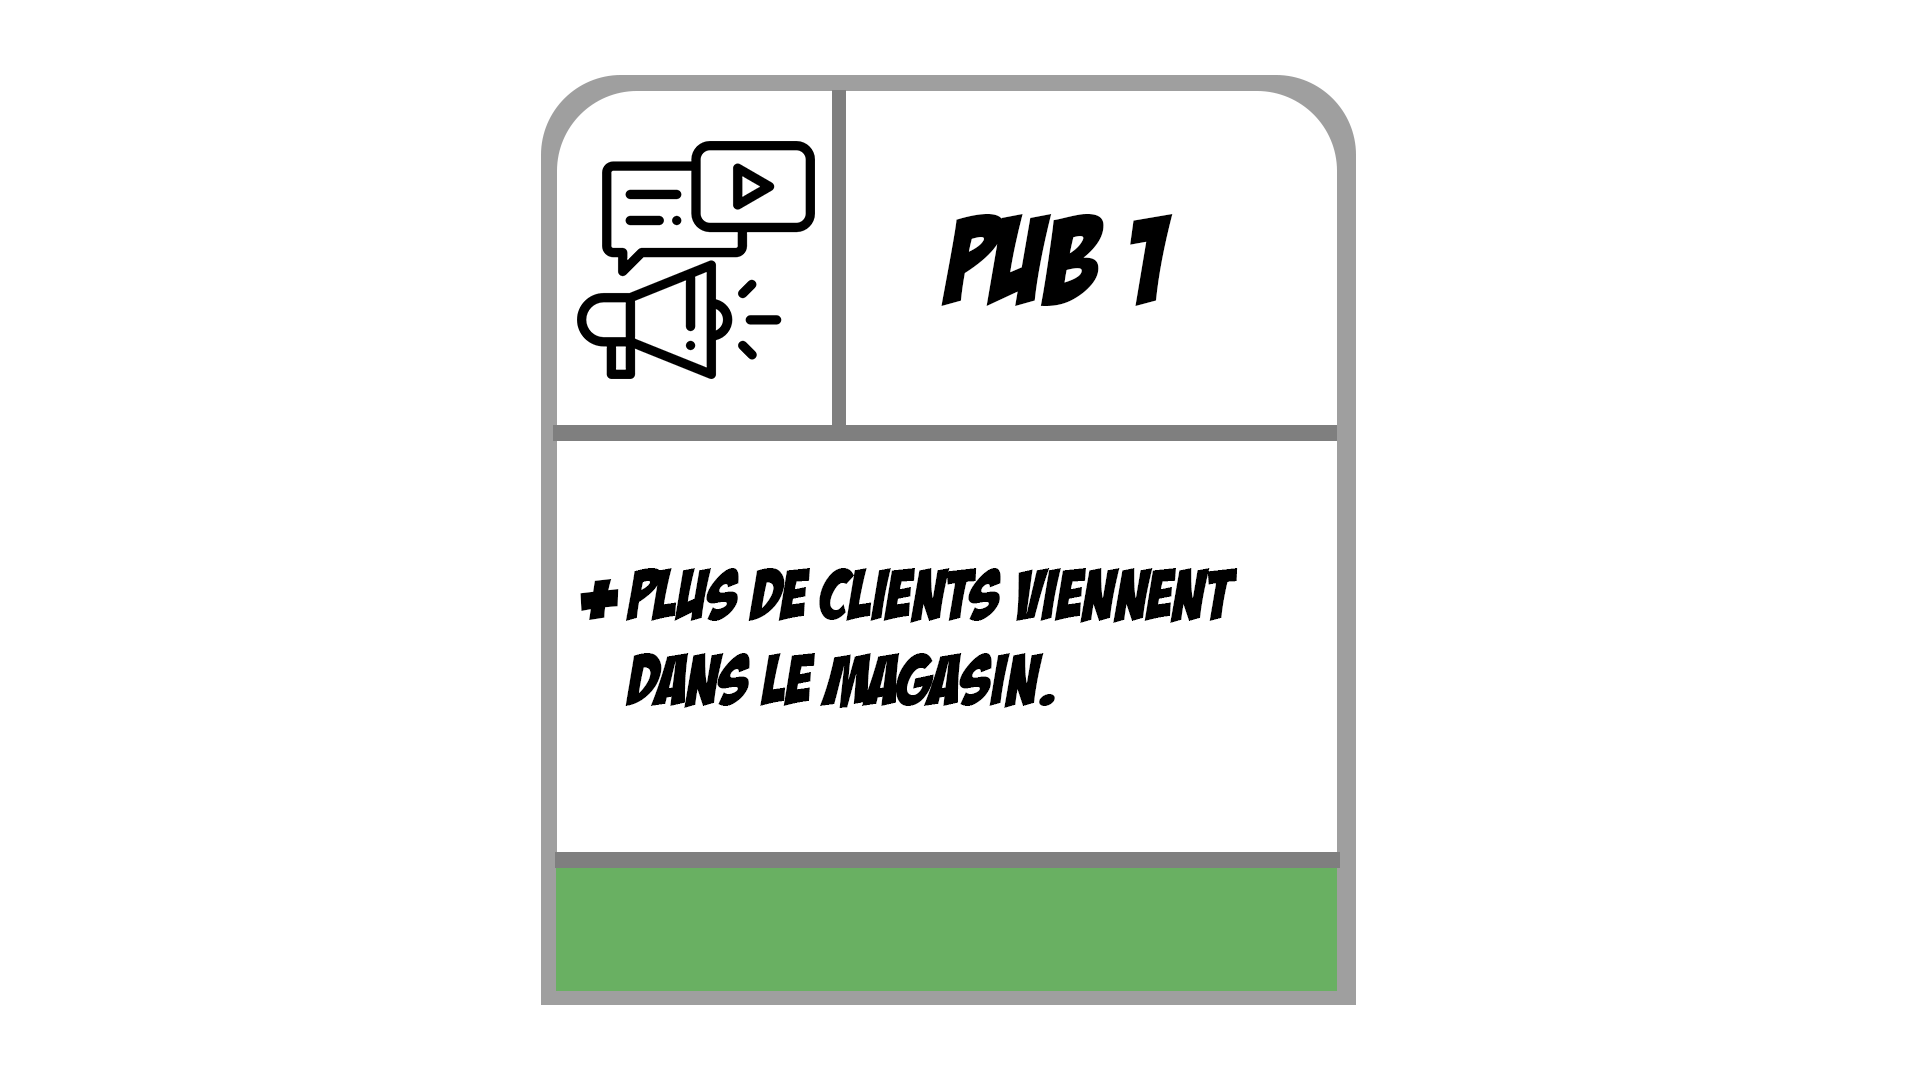 PUB 1
+ PLUS DE CLIENTS VIENNENT
DANS LE MAGASIN.